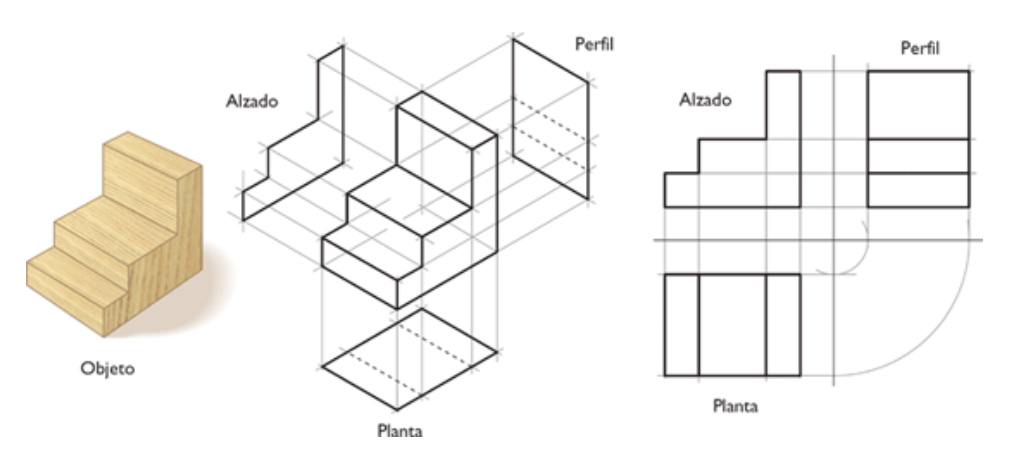 Objeto
Alzado
Perfil
Planta
Alzado
Perfil
Planta